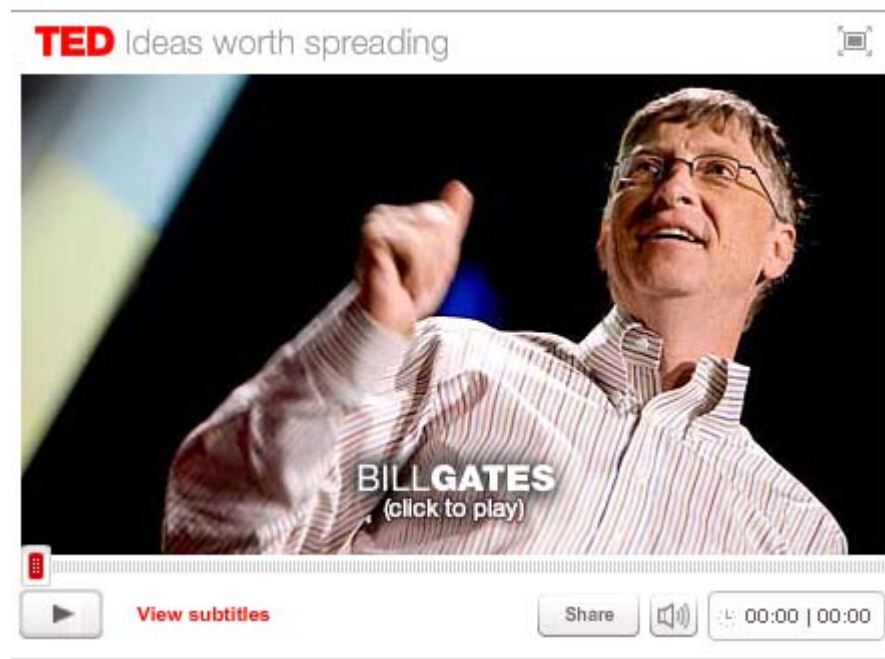 TED Ideas worth spreading
BILLGATES
(click to play)
View subtitles
Share
00:00 | 00:00